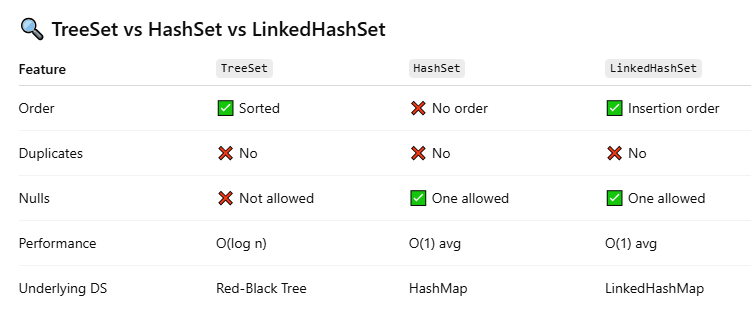 🔍 TreeSet vs HashSet vs LinkedHashSet
Feature TreeSet HashSet LinkedHashSet
Order ✅ Sorted ❌ No order ✅ Insertion order
Duplicates ❌ No ❌ No ❌ No
Nulls ❌ Not allowed ✅ One allowed ✅ One allowed
Performance O(log n) O(1) avg O(1) avg
Underlying DS Red-Black Tree HashMap LinkedHashMap